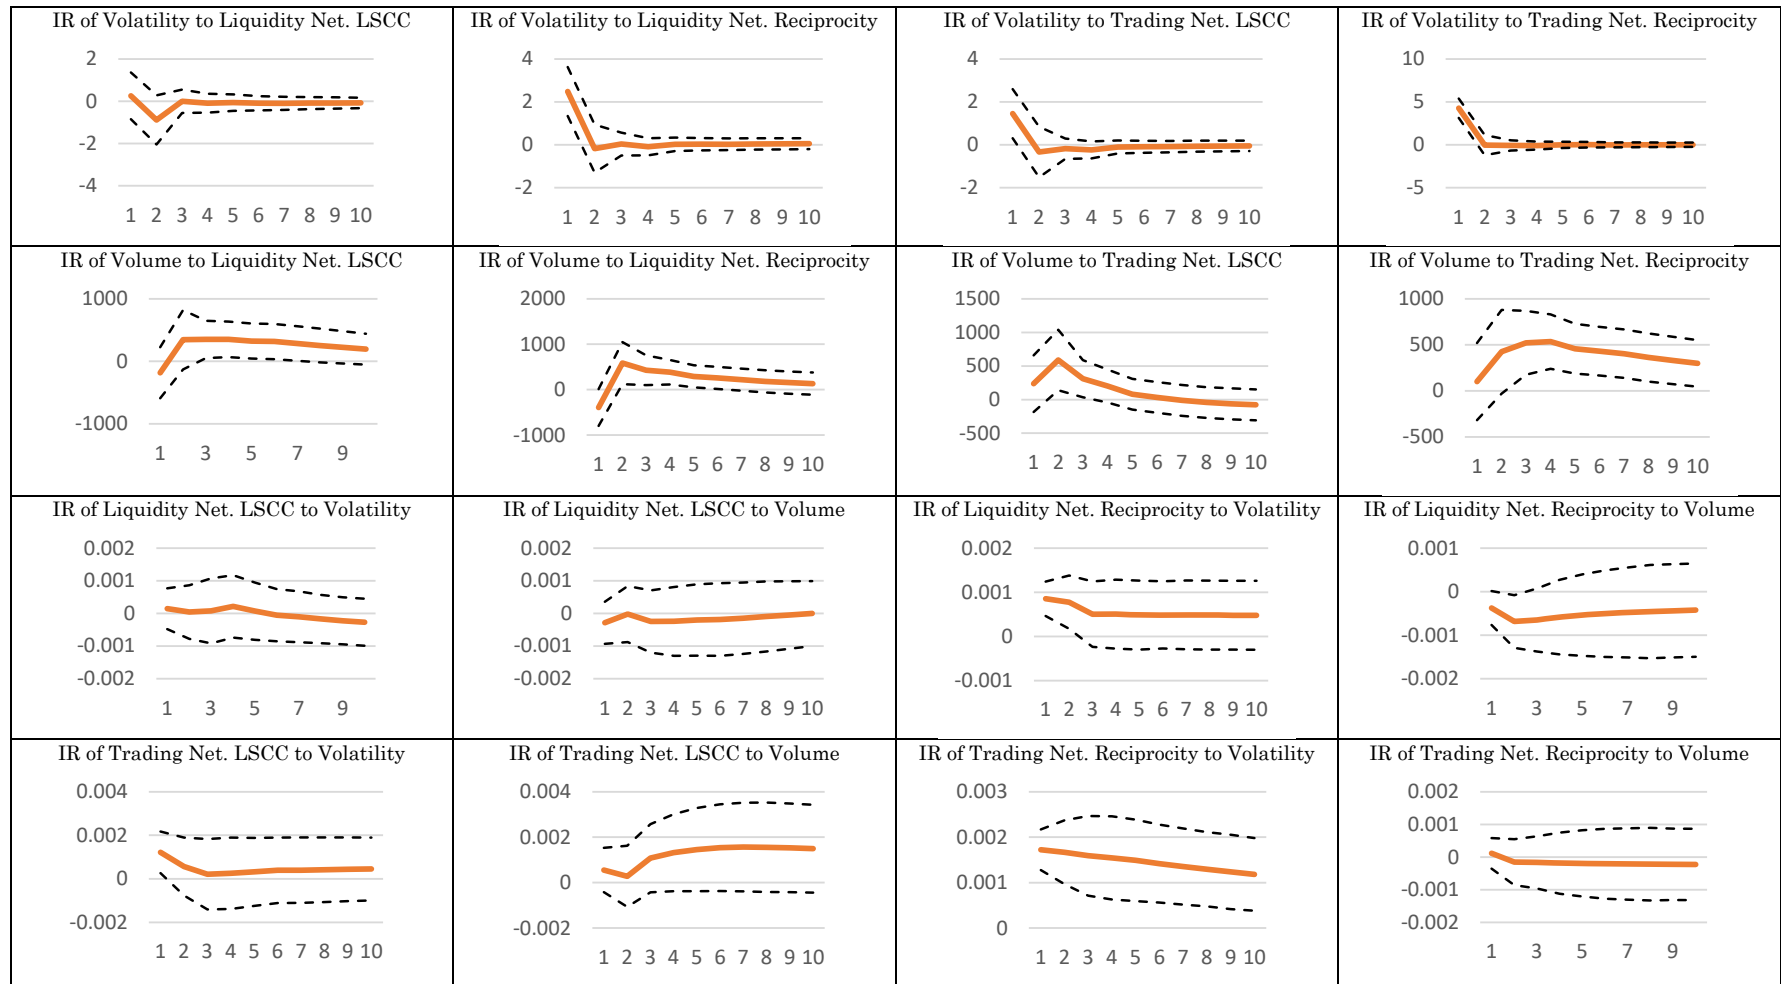 IR of Volatility to Liquidity Net. LSCC
2
0
-2
-4
1 2 3 4 5 6 7 8 9 10
IR of Volatility to Liquidity Net. Reciprocity
4
2
0
-2
1 2 3 4 5 6 7 8 9 10
IR of Volatility to Trading Net. LSCC
4
2
0
-2
1 2 3 4 5 6 7 8 9 10
IR of Volatility to Trading Net. Reciprocity
10
5
0
-5
1 2 3 4 5 6 7 8 9 10
IR of Volume to Liquidity Net. LSCC
1000
0
-1000
1 3 5 7 9
IR of Volume to Liquidity Net. Reciprocity
2000
1000
0
-1000
1 2 3 4 5 6 7 8 9 10
IR of Volume to Trading Net. LSCC
1500
1000
500
0
-500
1 2 3 4 5 6 7 8 9 10
IR of Volume to Trading Net. Reciprocity
1000
500
0
-500
1 2 3 4 5 6 7 8 9 10
IR of Liquidity Net. LSCC to Volatility
0.002
0.001
0
-0.001
-0.002
1 3 5 7 9
IR of Liquidity Net. LSCC to Volume
0.002
0.001
0
-0.001
-0.002
1 2 3 4 5 6 7 8 9 10
IR of Liquidity Net. Reciprocity to Volatility
0.002
0.001
0
-0.001
1 2 3 4 5 6 7 8 9 10
IR of Liquidity Net. Reciprocity to Volume
0.001
0
-0.001
-0.002
1 3 5 7 9
IR of Trading Net. LSCC to Volatility
0.004
0.002
0
-0.002
1 2 3 4 5 6 7 8 9 10
IR of Trading Net. LSCC to Volume
0.004
0.002
0
-0.002
1 2 3 4 5 6 7 8 9 10
IR of Trading Net. Reciprocity to Volatility
0.003
0.002
0.001
0
1 2 3 4 5 6 7 8 9 10
IR of Trading Net. Reciprocity to Volume
0.002
0.001
0
-0.001
-0.002
1 3 5 7 9